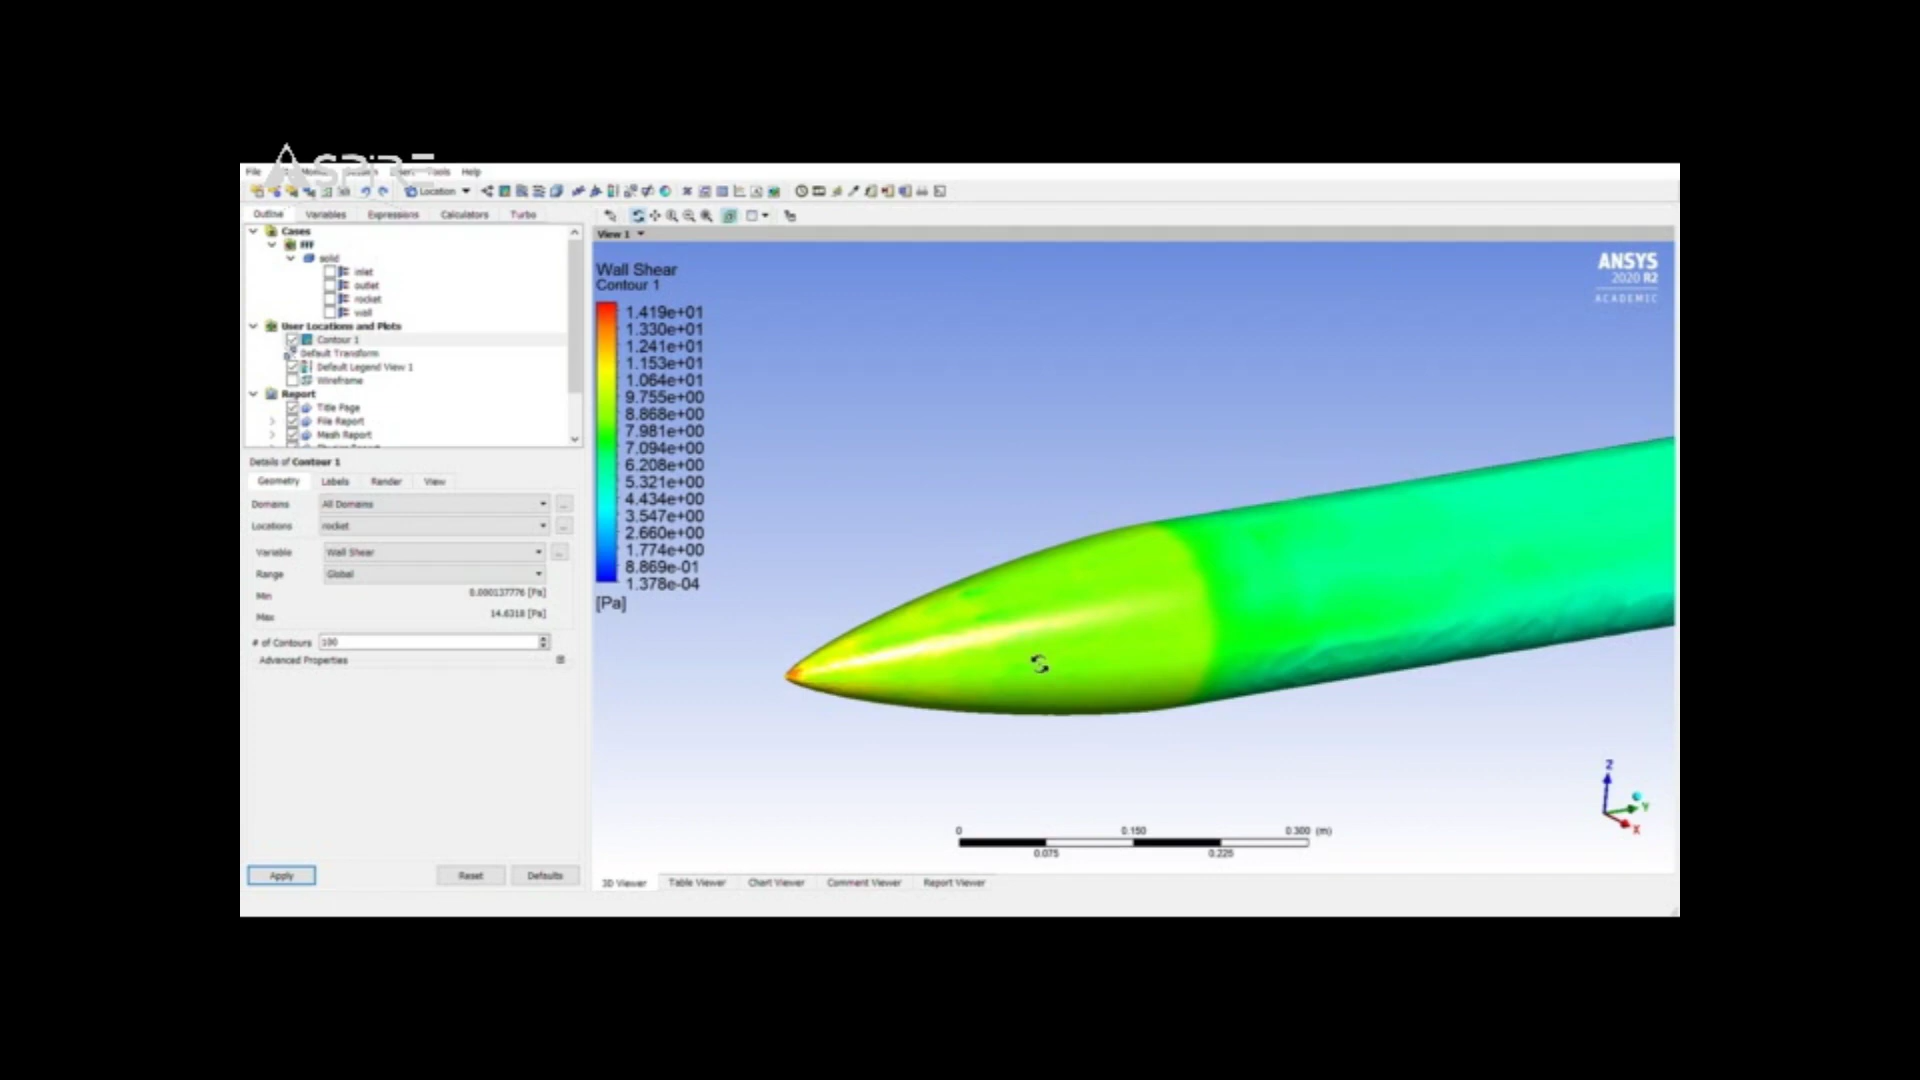 ASPIRE
File Session Insert Tools Help
Location
Outline Variables Expressions Calculators Turbo
Cases
FFF
solid
inlet
outlet
rocket
wall
User Locations and Plots
Contour 1
Default Transform
Default Legend View 1
Wireframe
Report
Title Page
File Report
Mesh Report
Details of Contour 1
Geometry Labels Render View
Domains All Domains
Locations rocket
Variable Wall Shear
Range Global
Min 0.000137776 [Pa]
Max 14.6318 [Pa]
# of Contours 100
Advanced Properties
Apply Reset Defaults
View 1
Wall Shear
Contour 1
1.419e+01
1.330e+01
1.241e+01
1.153e+01
1.064e+01
9.755e+00
8.868e+00
7.981e+00
7.094e+00
6.208e+00
5.321e+00
4.434e+00
3.547e+00
2.660e+00
1.774e+00
8.869e-01
1.378e-04
[Pa]
ANSYS
2020 R2
ACADEMIC
Z
Y
X
0 0.150 0.300 (m)
0.075 0.225
3D Viewer Table Viewer Chart Viewer Comment Viewer Report Viewer